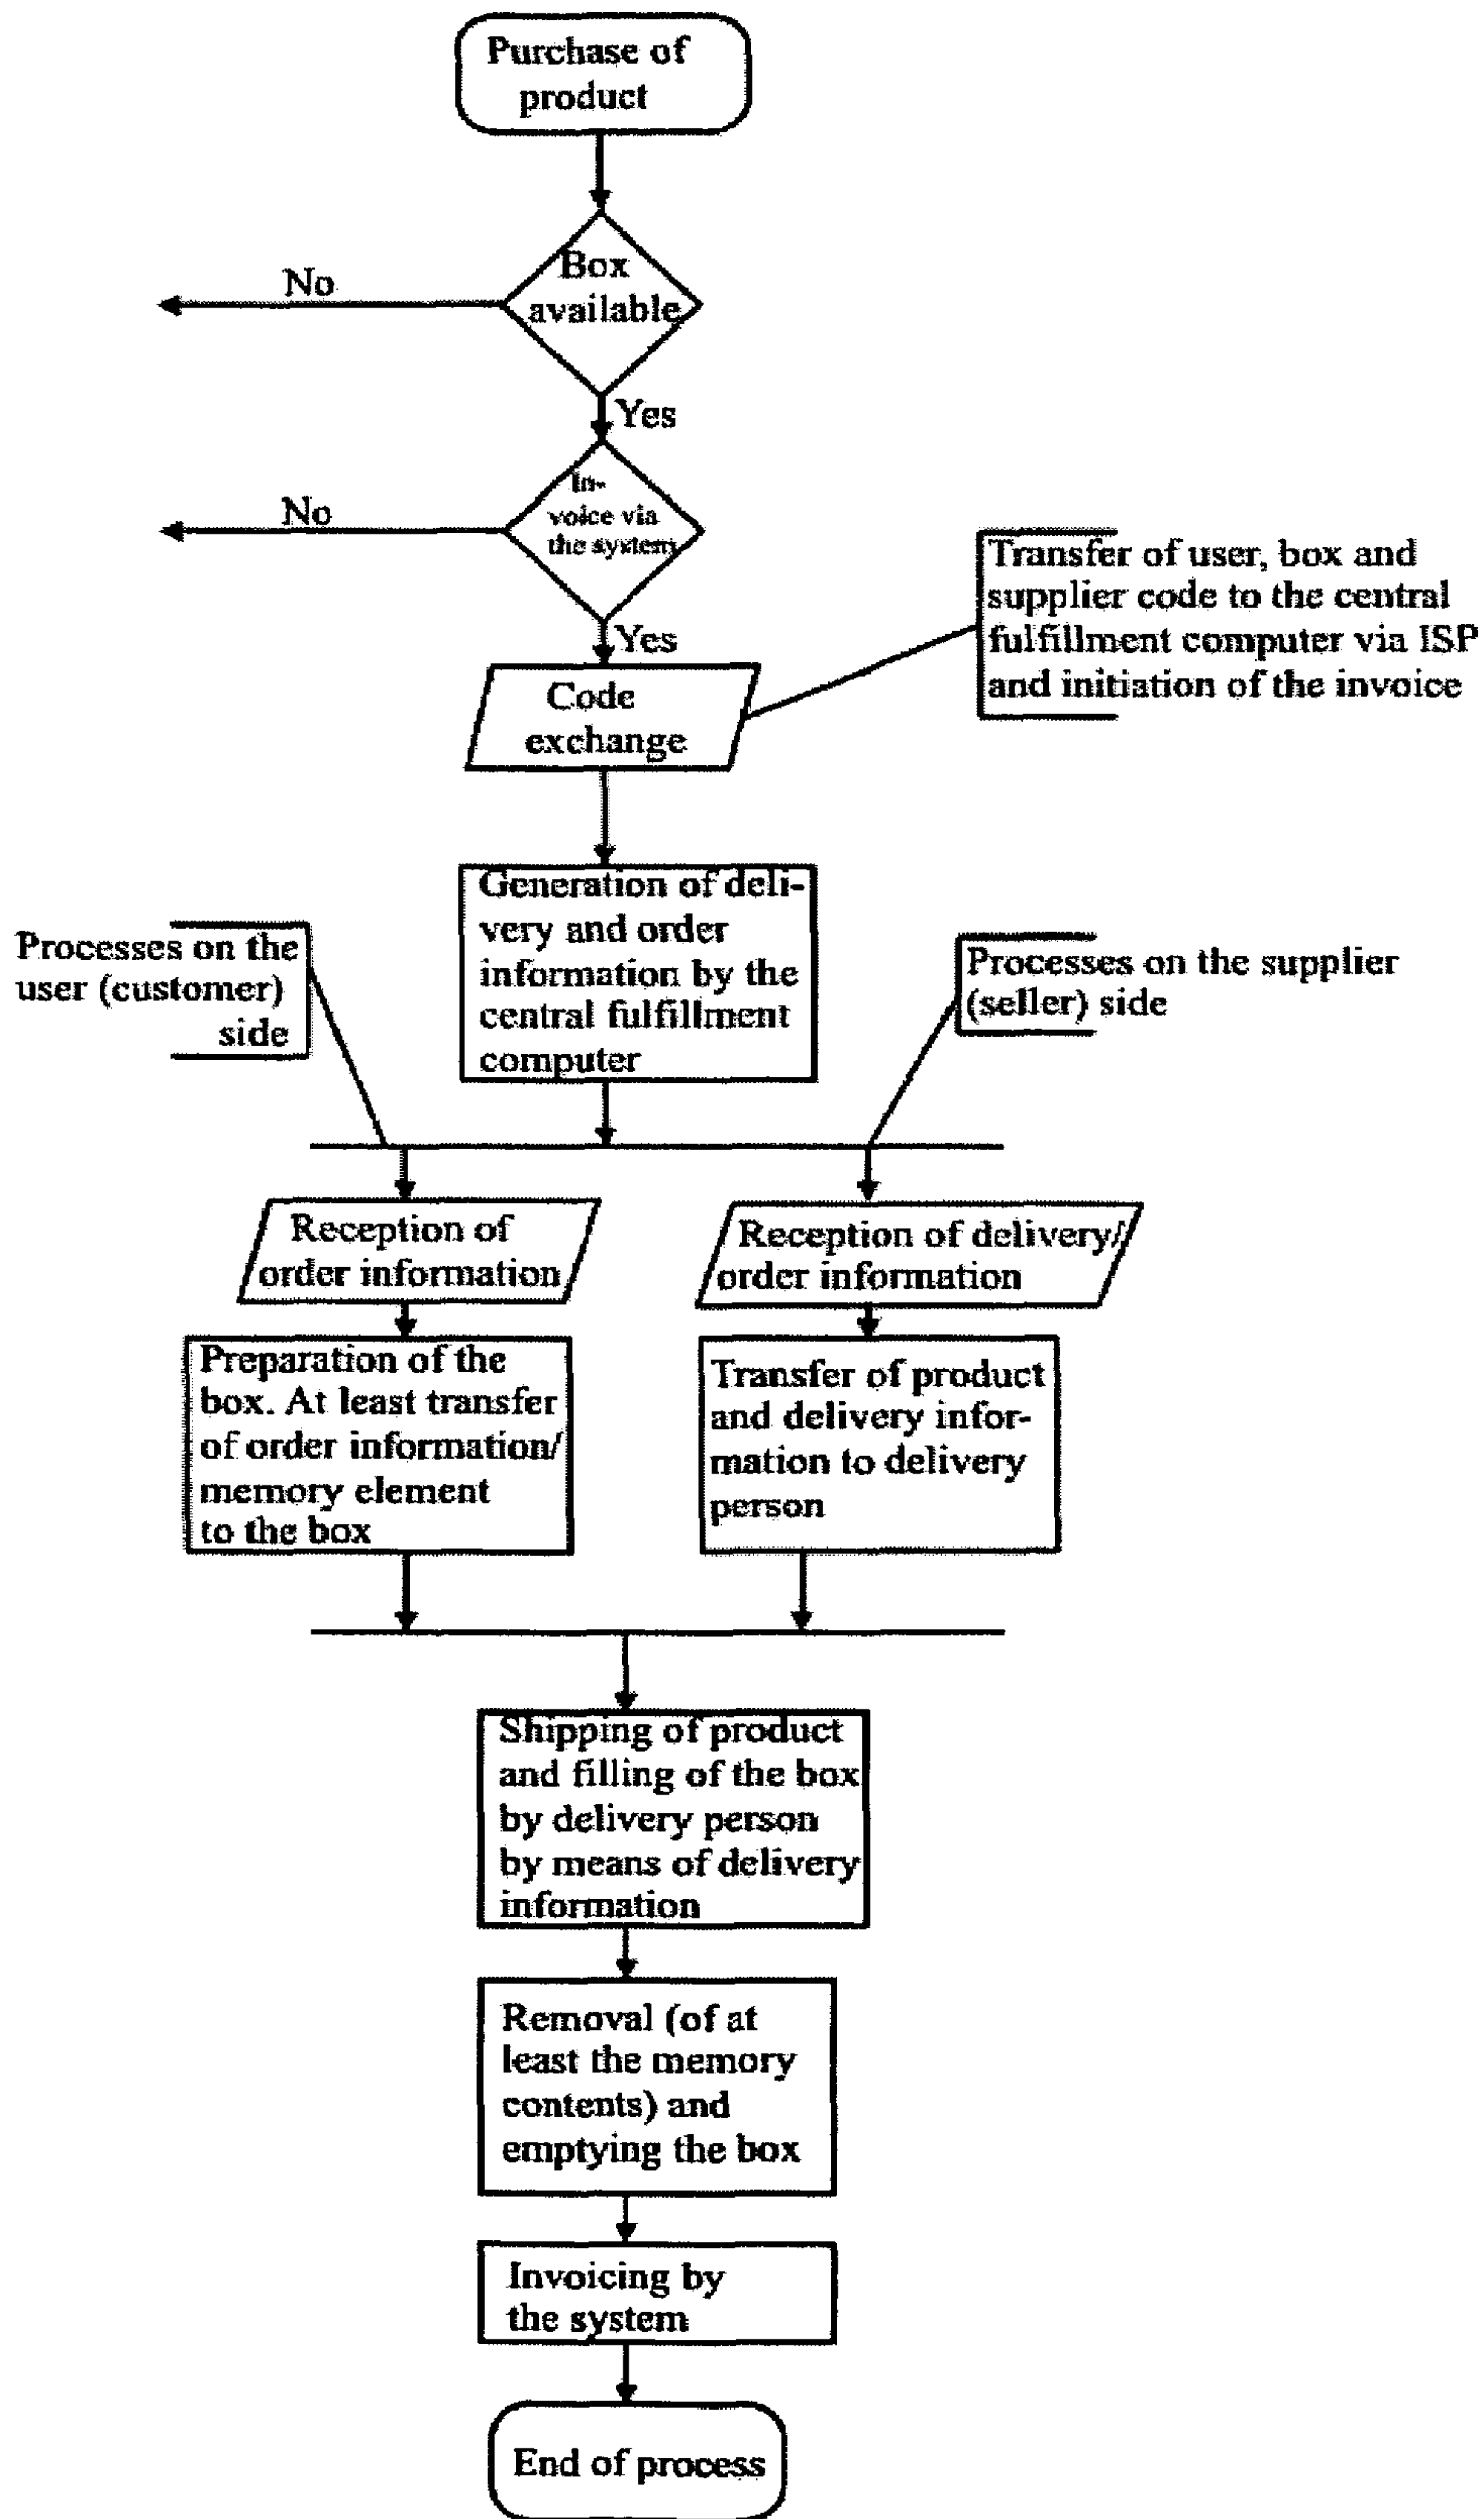 Purchase of
product
No
Box
available
Yes
No
In-
voice via
the system
Yes
Transfer of user, box and
supplier code to the central
fulfillment computer via ISP
and initiation of the invoice
Code
exchange
Generation of deli-
very and order
information by the
central fulfillment
computer
Processes on the
user (customer)
side
Processes on the supplier
(seller) side
Reception of
order information
Reception of delivery/
order information
Preparation of the
box. At least transfer
of order information/
memory element
to the box
Transfer of product
and delivery infor-
mation to delivery
person
Shipping of product
and filling of the box
by delivery person
by means of delivery
information
Removal (of at
least the memory
contents) and
emptying the box
Invoicing by
the system
End of process